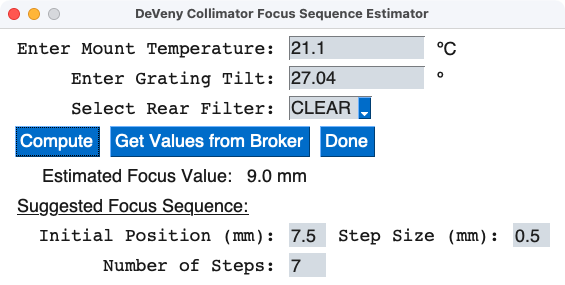 DeVeny Collimator Focus Sequence Estimator
Enter Mount Temperature: 21.1 ºC
Enter Grating Tilt: 27.04 º
Select Rear Filter: CLEAR
Compute Get Values from Broker Done
Estimated Focus Value: 9.0 mm
Suggested Focus Sequence:
Initial Position (mm): 7.5 Step Size (mm): 0.5
Number of Steps: 7